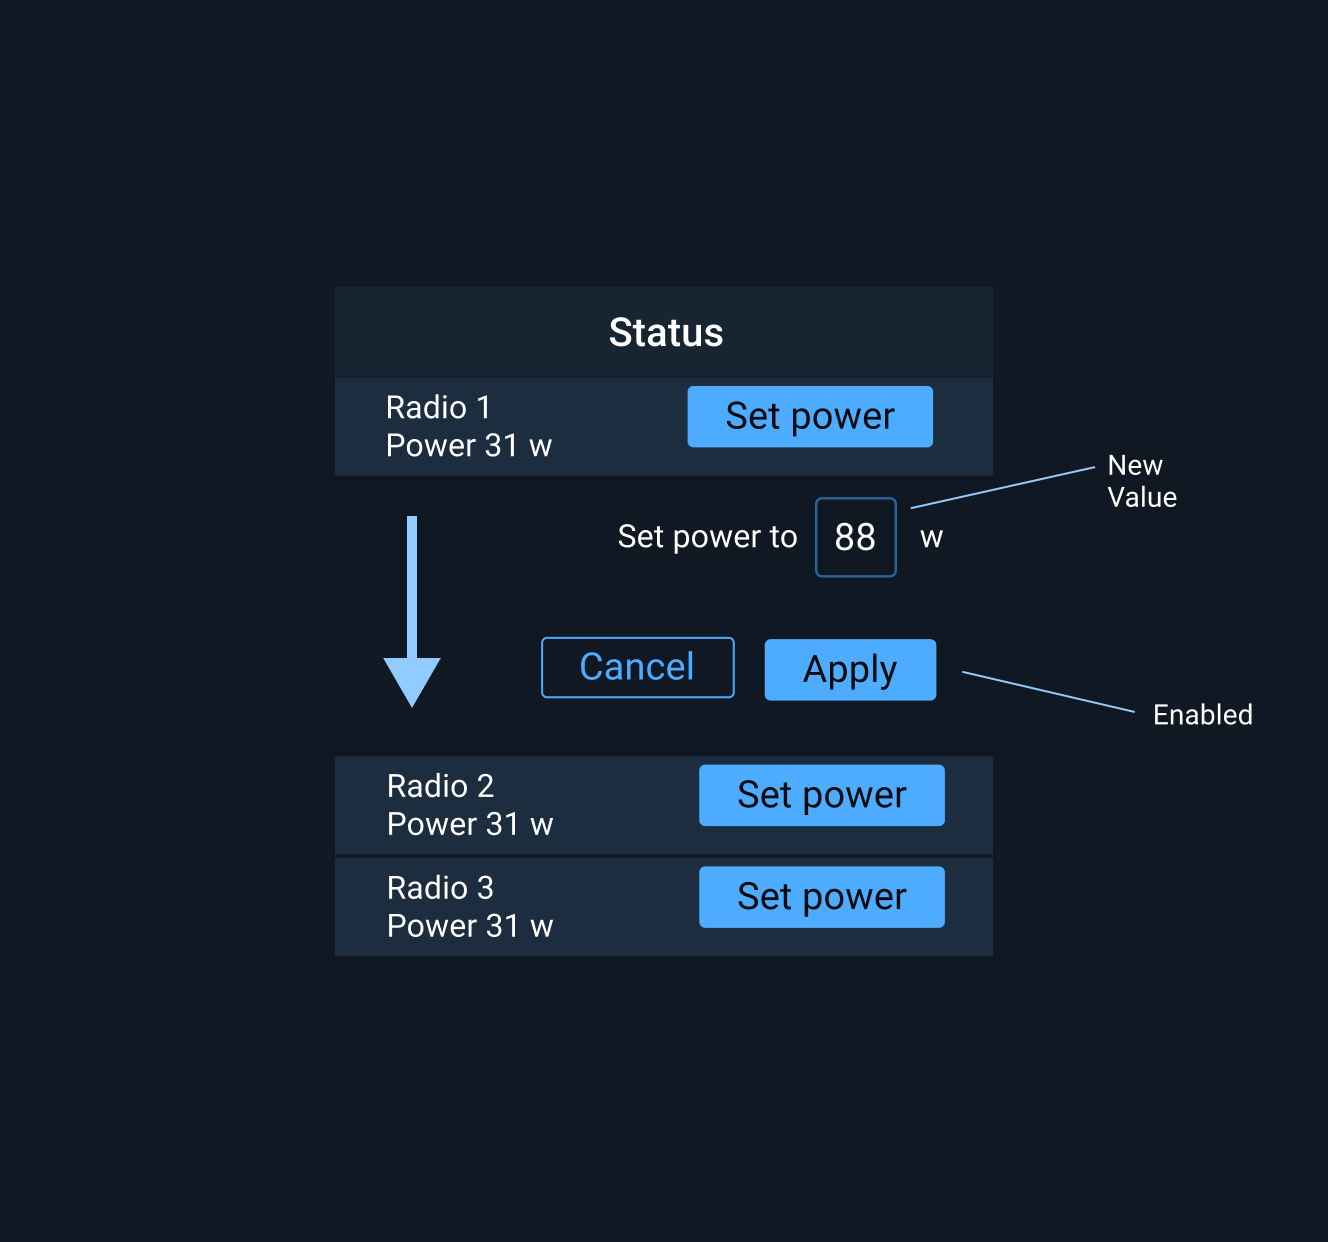 Status
Radio 1
Power 31 w
Set power
New
Value
Set power to 88 w
Cancel
Apply
Enabled
Radio 2
Power 31 w
Set power
Radio 3
Power 31 w
Set power